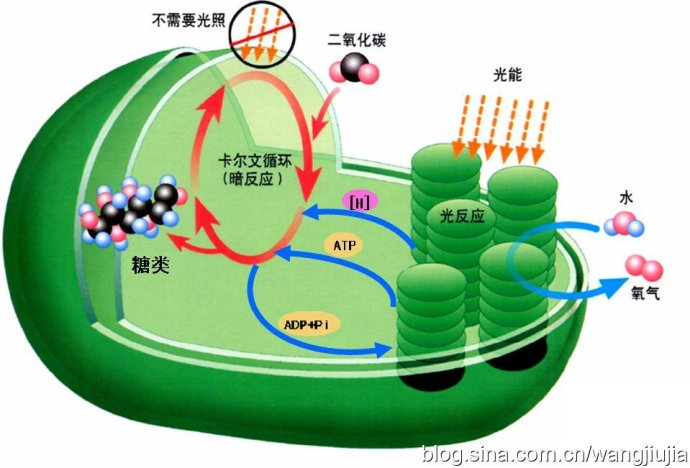 不需要光照
二氧化碳
光能
卡尔文循环
(暗反应)
[H]
光反应
水
ATP
糖类
氧气
ADP+Pi
blog.sina.com.cn/wangjiujia